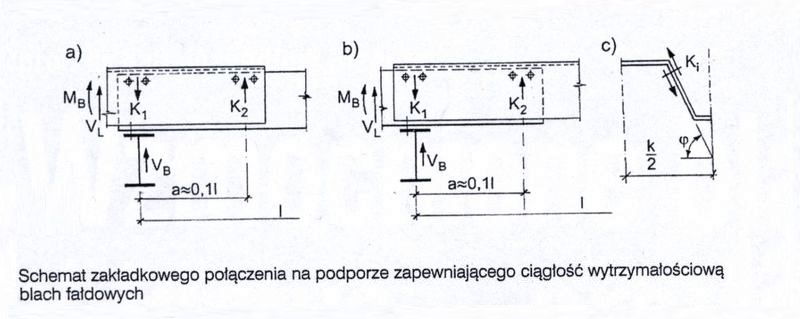 a)
M_B
V_L
K_1
K_2
V_B
a≈0,1l
l
b)
M_B
V_L
K_1
K_2
V_B
a≈0,1l
l
c)
K_i
φ
k/2
Schemat zakładkowego połączenia na podporze zapewniającego ciągłość wytrzymałościową
blach fałdowych